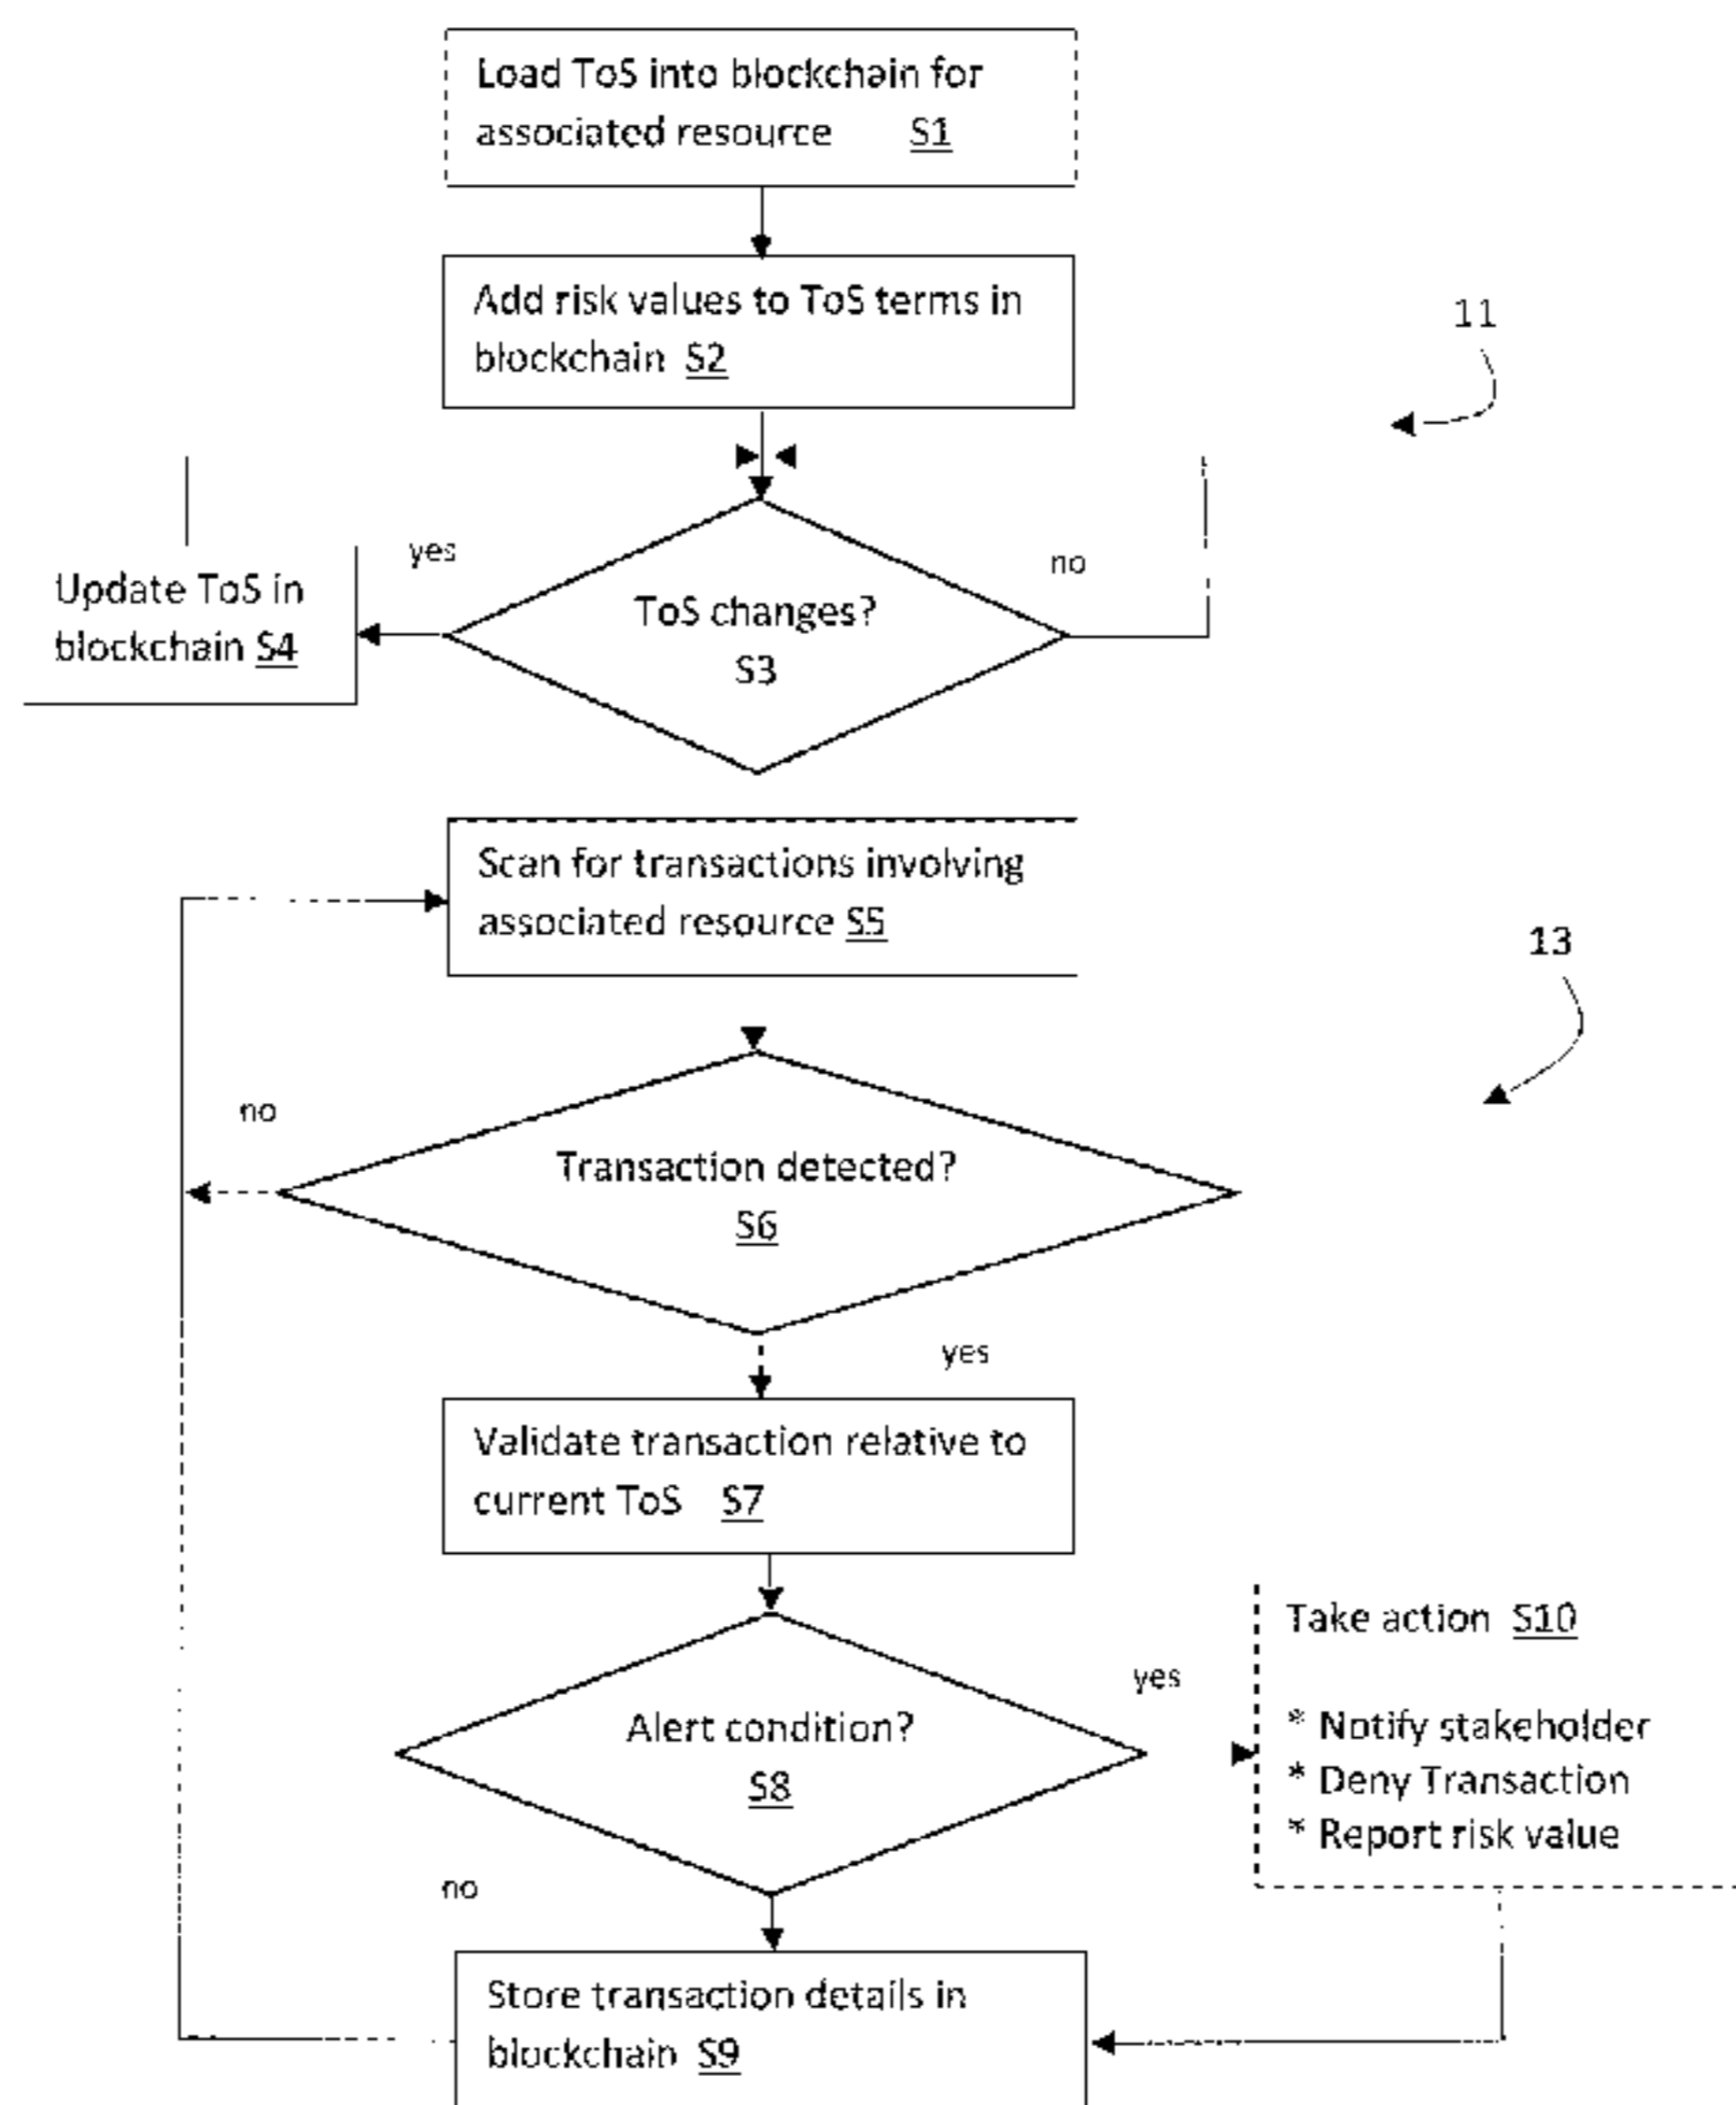 Load ToS into blockchain for
associated resource S1
Add risk values to ToS terms in
blockchain S2
11
yes
no
Update ToS in
blockchain S4
ToS changes?
S3
Scan for transactions involving
associated resource S5
13
no
Transaction detected?
S6
yes
Validate transaction relative to
current ToS S7
Take action S10
yes
* Notify stakeholder
* Deny Transaction
* Report risk value
Alert condition?
S8
no
Store transaction details in
blockchain S9